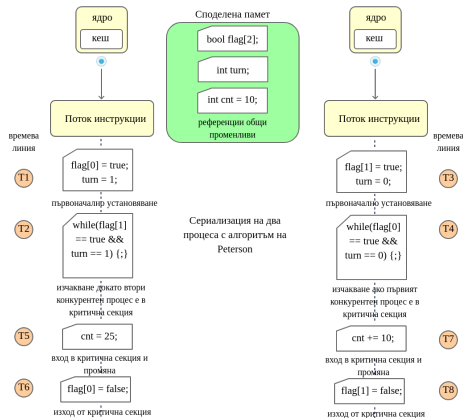 ядро
кеш
Поток инструкции
времева
линия
T1
flag[0] = true;
turn = 1;
първоначално установяване
T2
while(flag[1]
== true &&
turn == 1) {;}
изчакване докато втори
конкурентен процес е в
критична секция
T5
cnt = 25;
вход в критична секция и
промяна
T6
flag[0] = false;
изход от критична секция
Споделена памет
bool flag[2];
int turn;
int cnt = 10;
референции общи
променливи
Сериализация на два
процеса с алгоритъм на
Peterson
ядро
кеш
Поток инструкции
времева
линия
flag[1] = true;
turn = 0;
T3
първоначално установяване
while(flag[0]
== true &&
turn == 0) {;}
T4
изчакване ако първият
конкурентен процес е в
критична секция
cnt += 10;
T7
вход в критична секция и
промяна
flag[1] = false;
T8
изход от критична секция